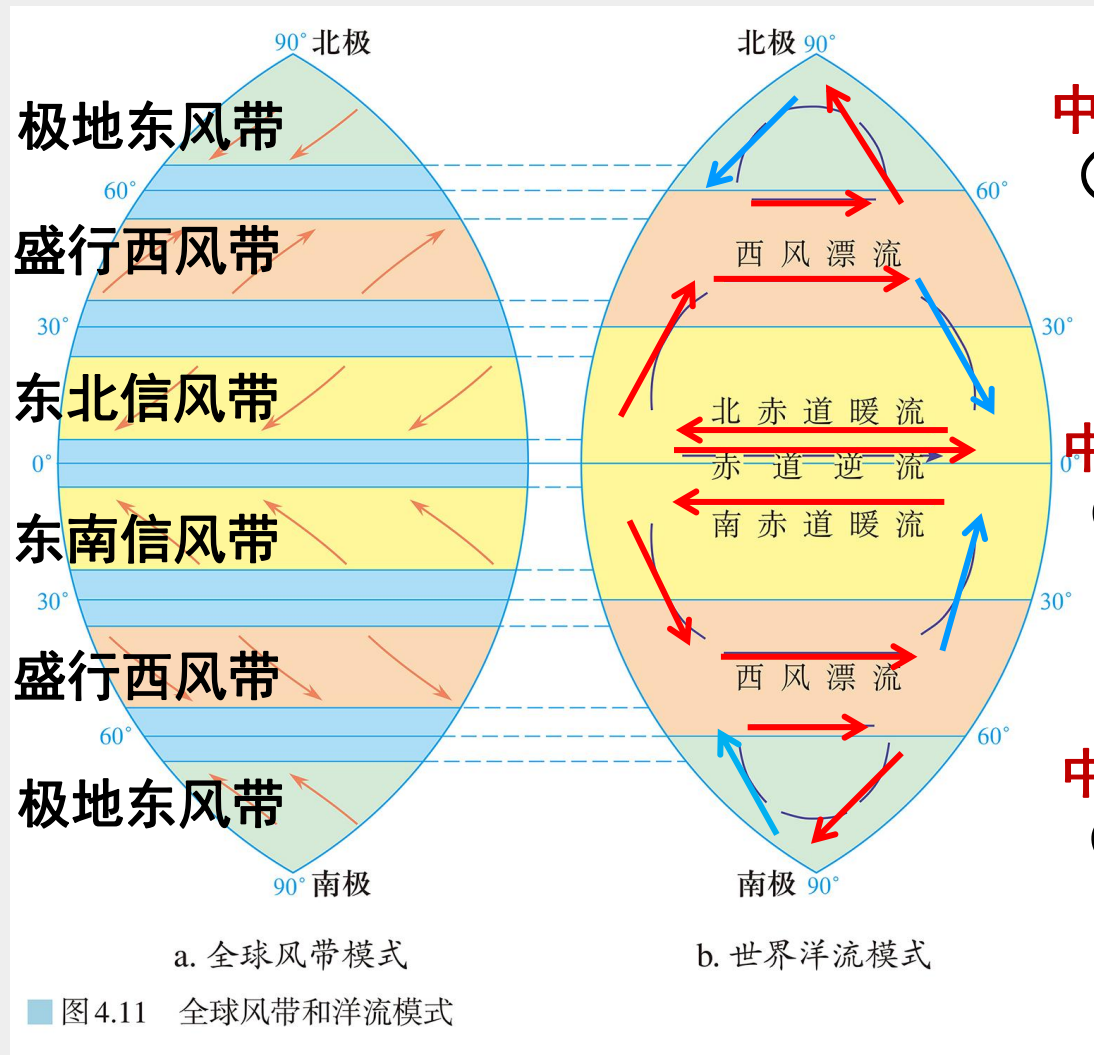 90° 北极
极地东风带
60°
盛行西风带
30°
东北信风带
0°
东南信风带
30°
盛行西风带
60°
极地东风带
90° 南极
a. 全球风带模式
北极 90°
60°
西风漂流
30°
北赤道暖流
赤道逆流
0°
南赤道暖流
30°
西风漂流
60°
南极 90°
b. 世界洋流模式
图4.11 全球风带和洋流模式
中
(
中
(
中
(